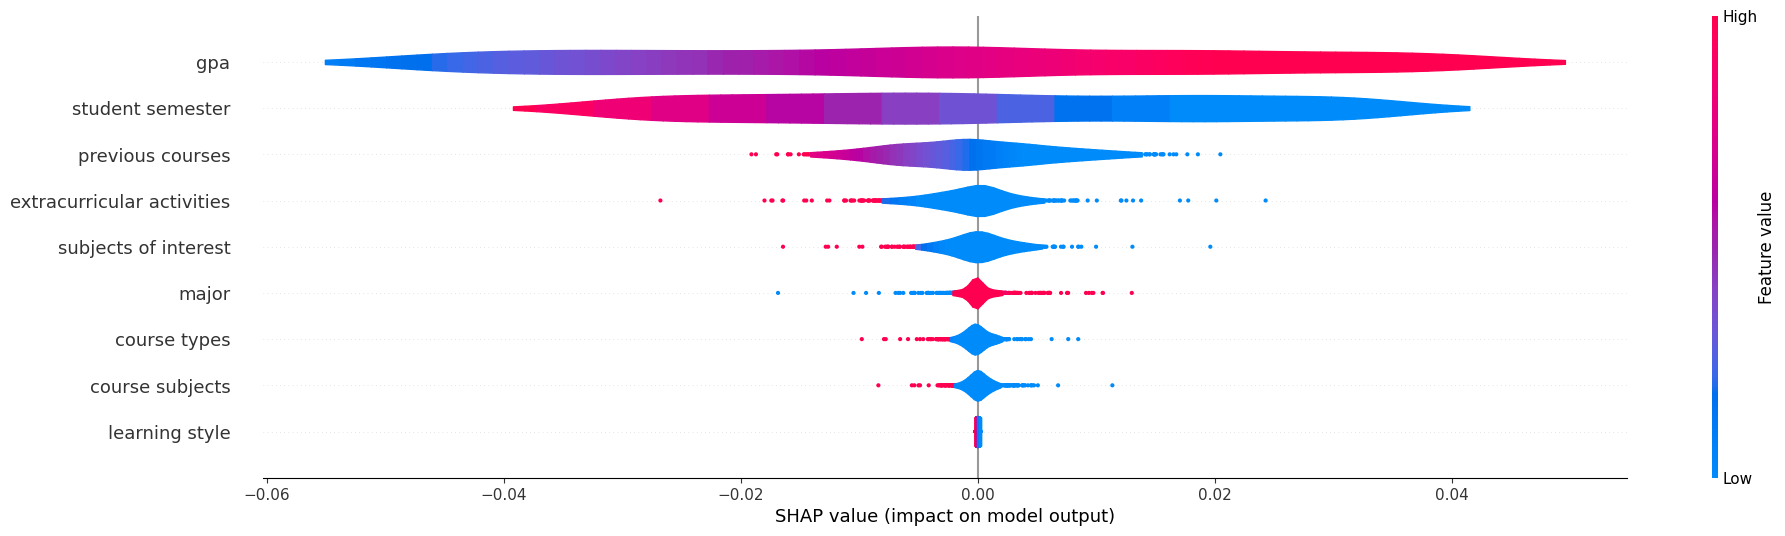 gpa
student semester
previous courses
extracurricular activities
subjects of interest
major
course types
course subjects
learning style
−0.06 −0.04 −0.02 0.00 0.02 0.04
SHAP value (impact on model output)
High
Feature value
Low